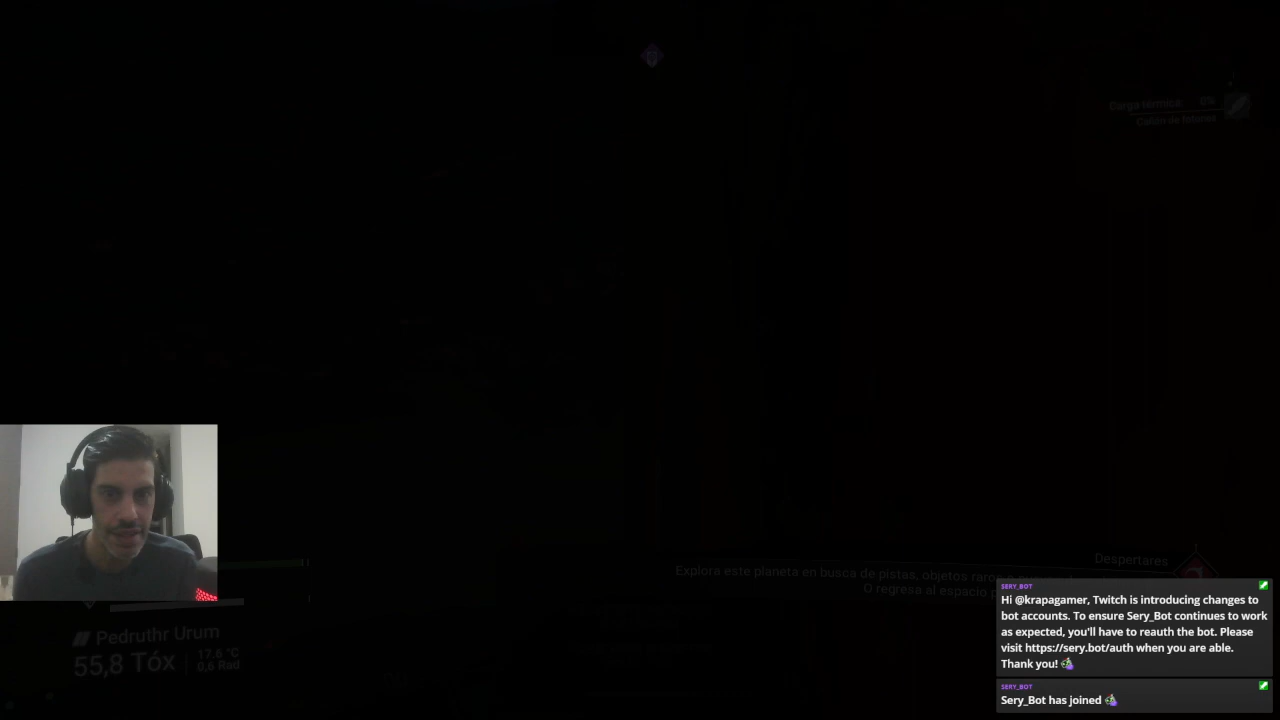 Carga térmica: 0%
Cañón de fotones
Despertares
Explora este planeta en busca de pistas, objetos raros
O regresa al espacio
Pedruthr Urum
55,8 Tóx
17.6 °C
0,6 Rad
SERY_BOT
Hi @krapagamer, Twitch is introducing changes to
bot accounts. To ensure Sery_Bot continues to work
as expected, you'll have to reauth the bot. Please
visit https://sery.bot/auth when you are able.
Thank you!
SERY_BOT
Sery_Bot has joined